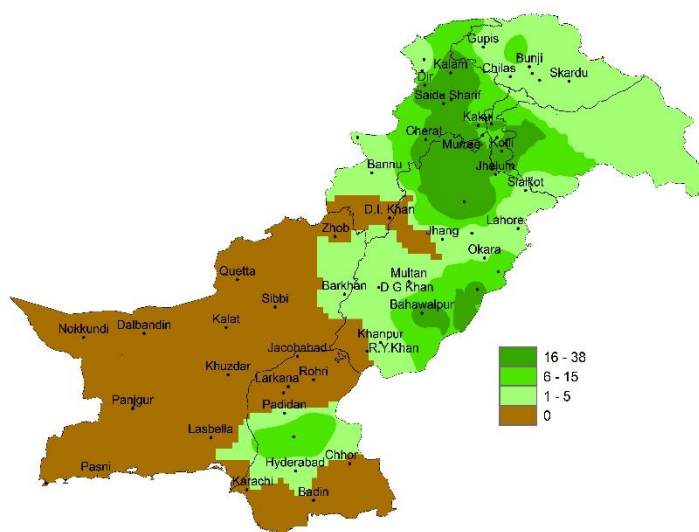 Gupis
Bunji
Kalam
Chilas
Skardu
Dir
Saidu Sharif
Kakul
Cherat
Murree
Kotli
Bannu
Jhelum
Sialkot
D.I. Khan
Zhob
Jhang
Lahore
Okara
Quetta
Multan
Barkhan
D G Khan
Sibbi
Bahawalpur
Nokkundi
Dalbandin
Kalat
Khanpur
R.Y.Khan
Jacobabad
Khuzdar
Larkana
Rohri
Panjgur
Padidan
Lasbella
Pasni
Hyderabad
Chhor
Karachi
Badin
16 - 38
6 - 15
1 - 5
0